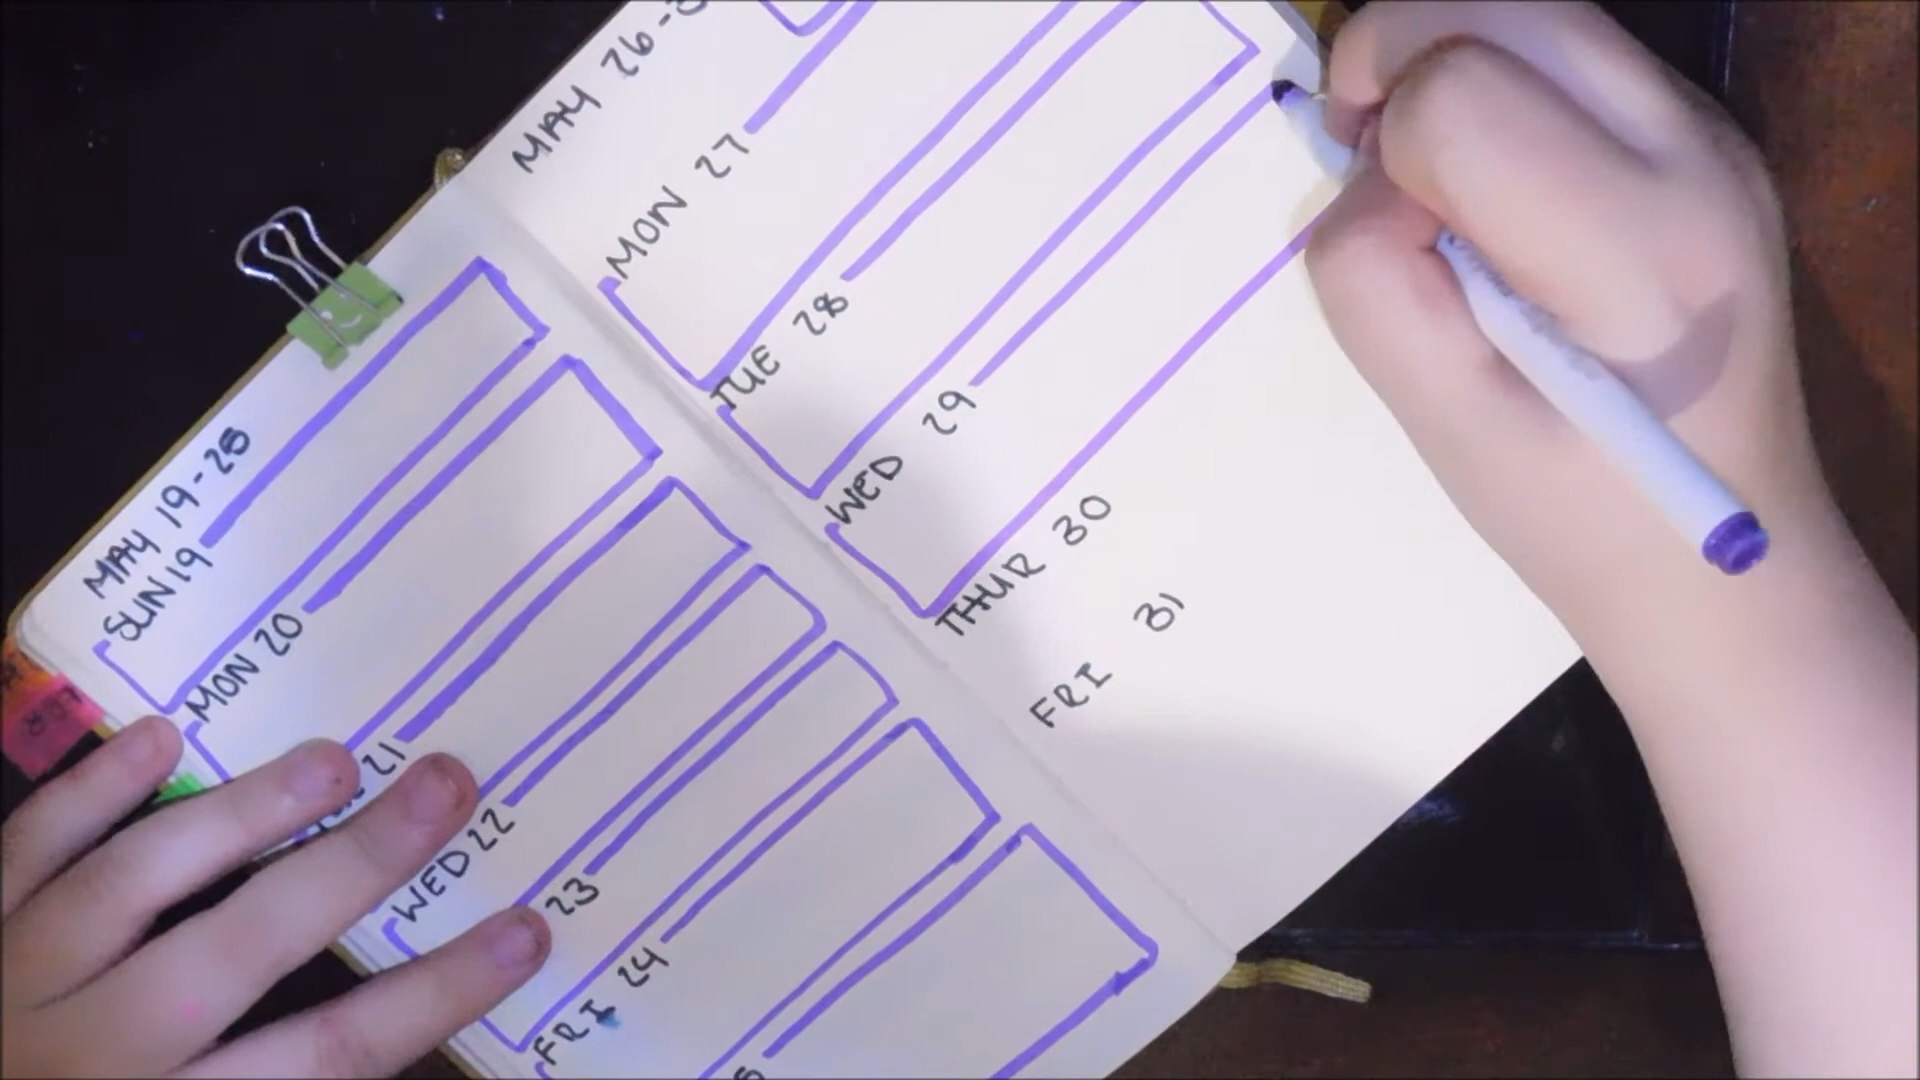 MAY 19-25
SUN 19
MON 20
21
WED 22
23
FRI 24
MAY 26-
MON 27
TUE 28
WED 29
THUR 30
FRI 31